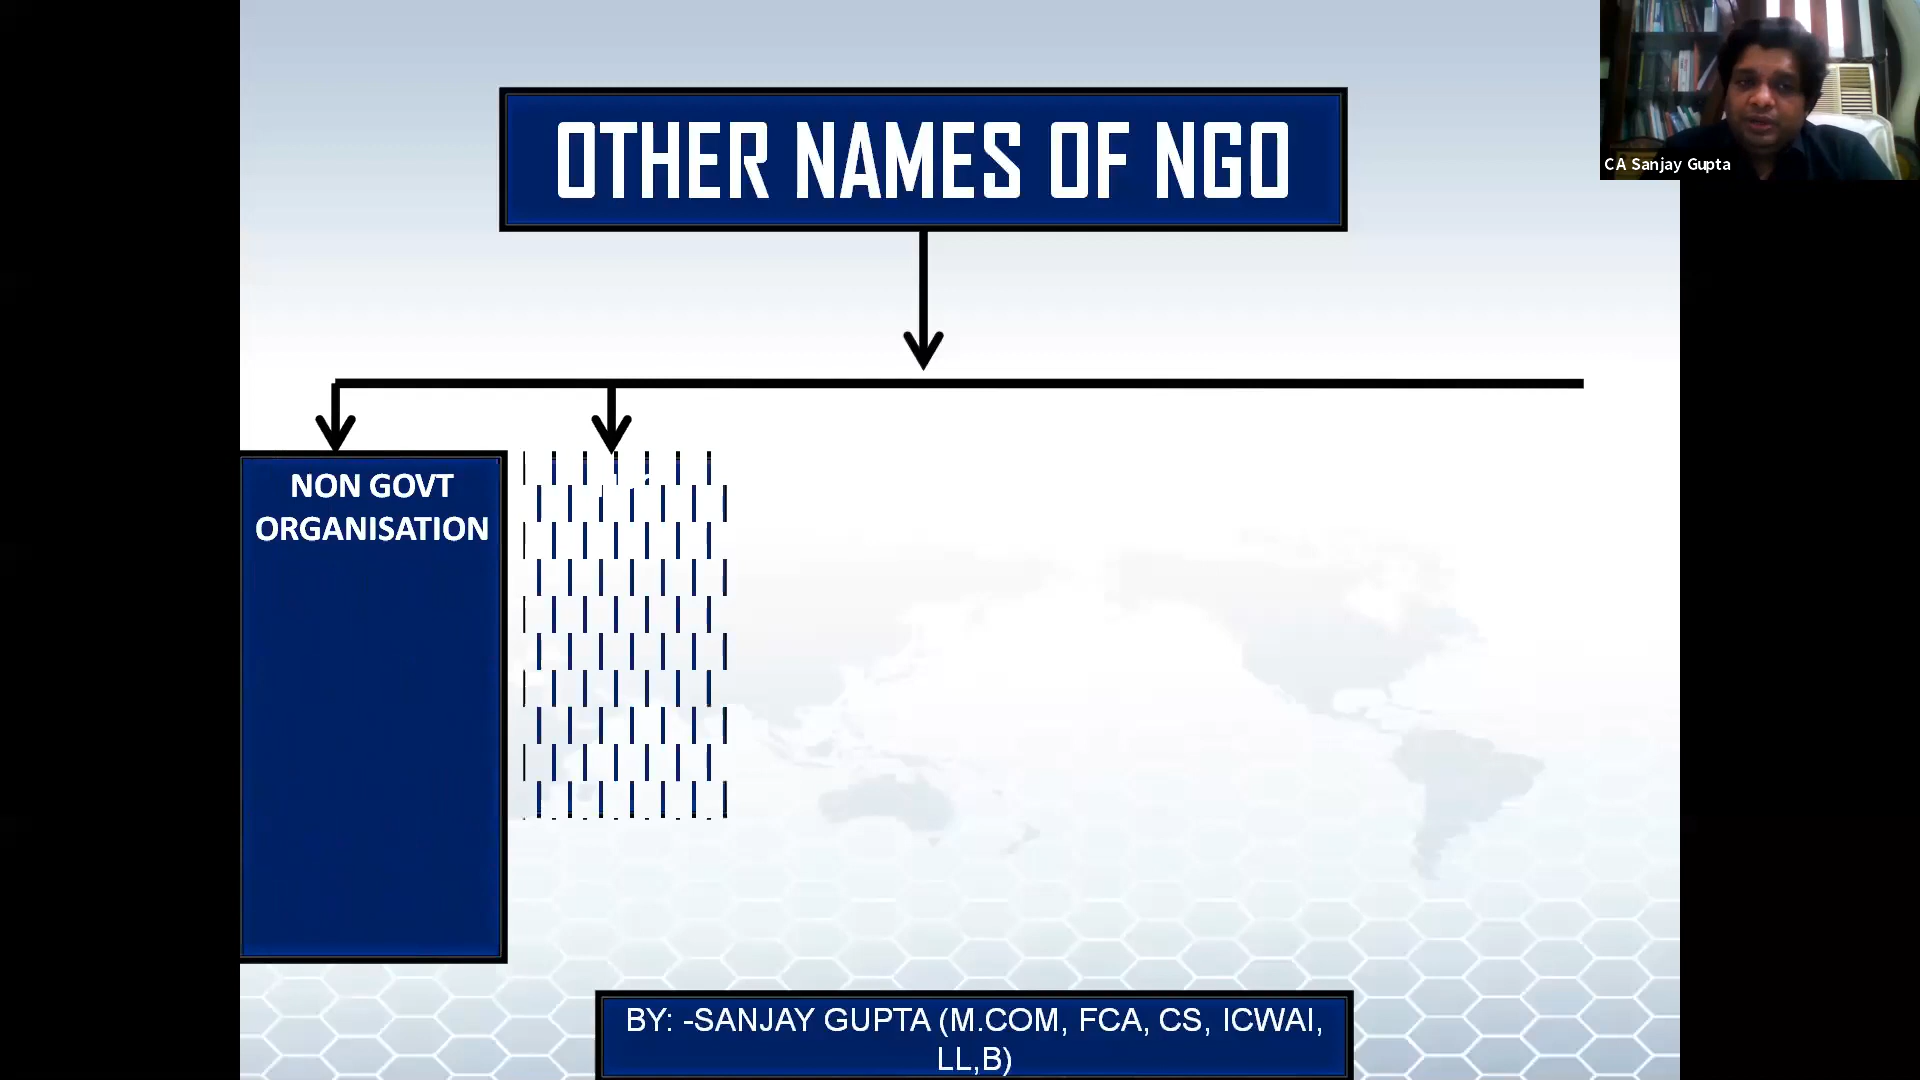 OTHER NAMES OF NGO
CA Sanjay Gupta
NON GOVT
ORGANISATION
BY: -SANJAY GUPTA (M.COM, FCA, CS, ICWAI,
LL,B)